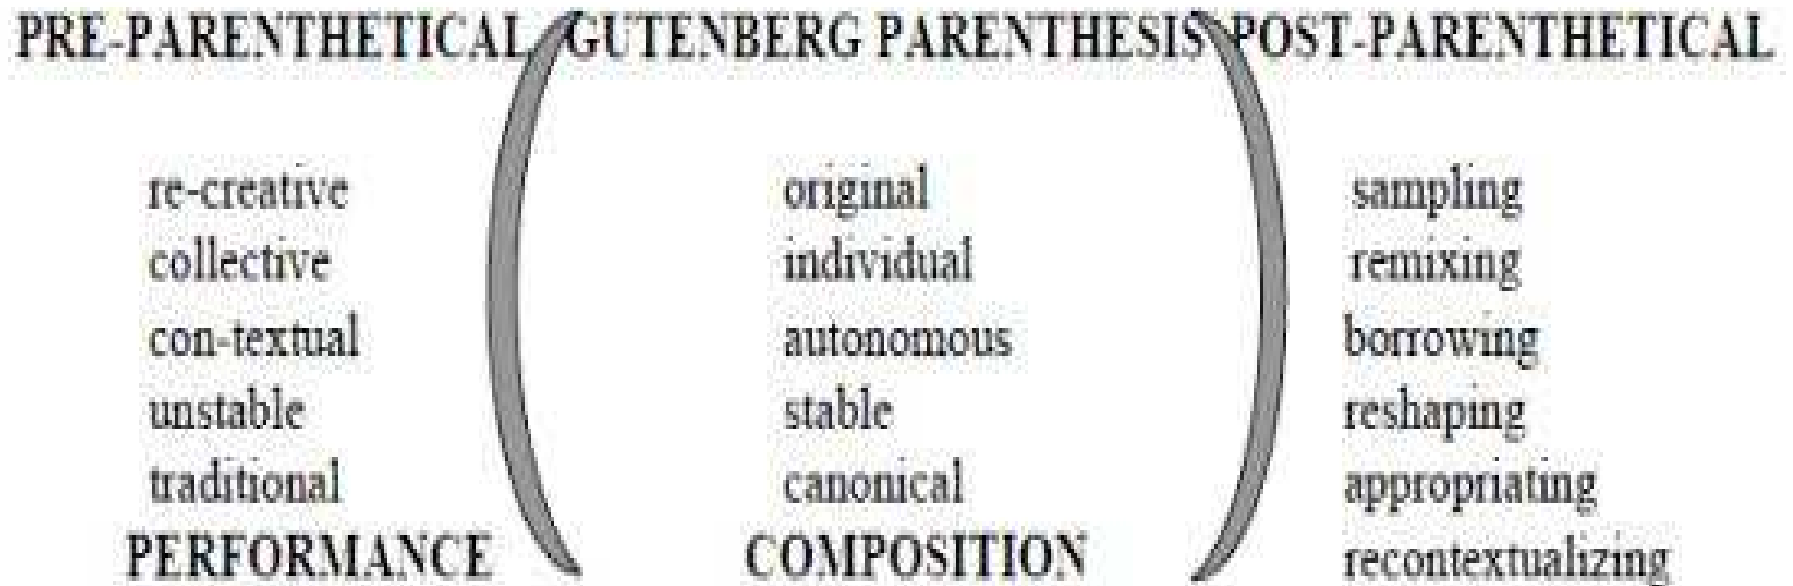 PRE-PARENTHETICAL GUTENBERG PARENTHESIS POST-PARENTHETICAL
re-creative original sampling
collective individual remixing
con-textual autonomous borrowing
unstable stable reshaping
traditional canonical appropriating
PERFORMANCE COMPOSITION recontextualizing